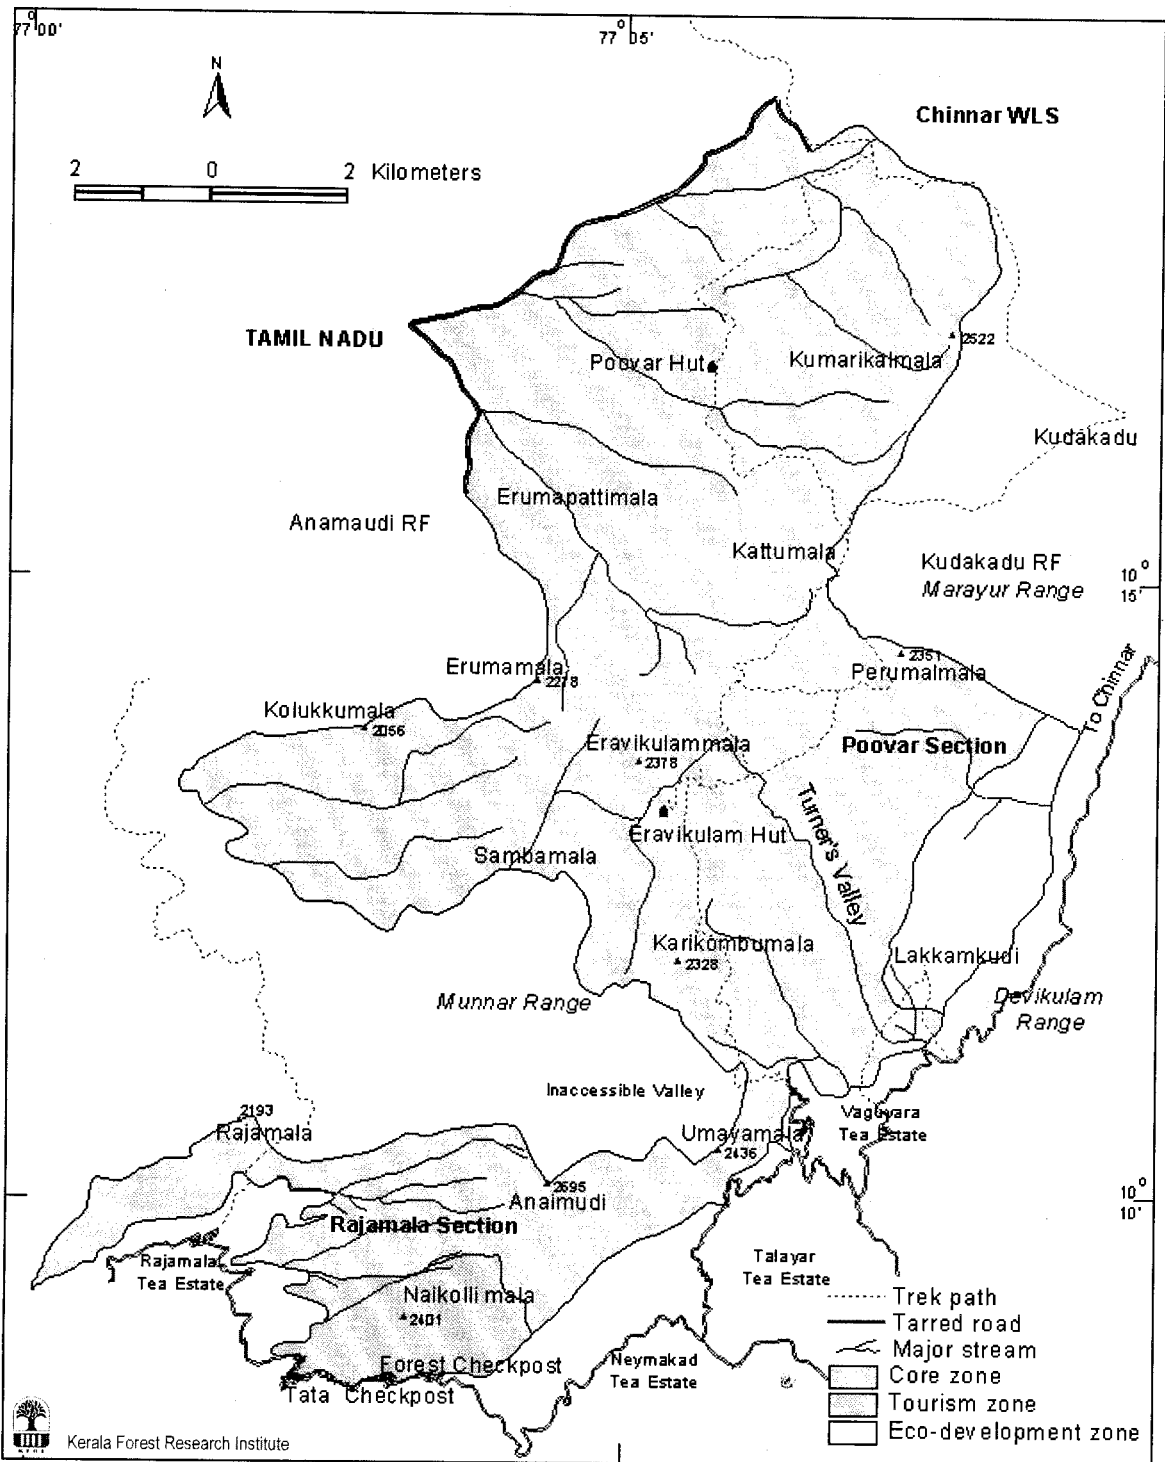 77°00'
77°05'
N
Chinnar WLS
2 0 2 Kilometers
TAMIL NADU
2522
Poovar Hut
Kumarikalmala
Kudakadu
Erumapattimala
Anamaudi RF
Kattumala
Kudakadu RF
Marayur Range
10°
15'
Erumamala
2278
2351
Perumalmala
To Chinnar
Kolukkumala
2056
Eravikulammala
2378
Poovar Section
Turner's Valley
Eravikulam Hut
Sambamala
Karikombumala
2328
Lakkamkudi
Munnar Range
Devikulam
Range
Inaccessible Valley
2193
Rajamala
Umayamala
2436
Vaguvara
Tea Estate
2695
Anaimudi
10°
10'
Rajamala Section
Rajamala
Tea Estate
Talayar
Tea Estate
Naikolli mala
2401
Trek path
Tarred road
Major stream
Forest Checkpost
Neymakad
Tea Estate
Core zone
Tata Checkpost
Tourism zone
Eco-development zone
KFRI
Kerala Forest Research Institute